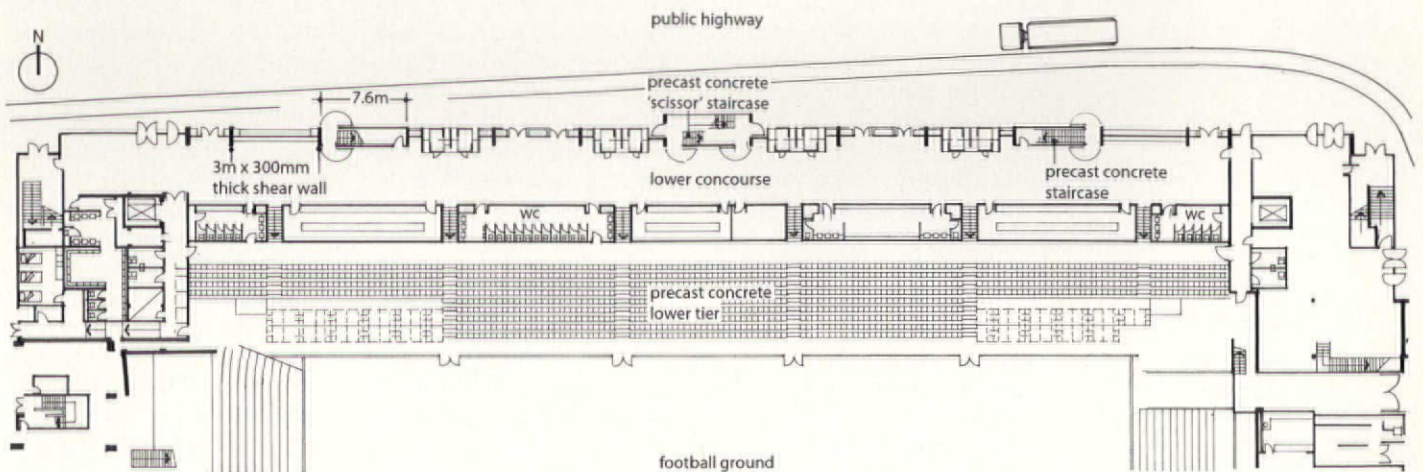 public highway
N
precast concrete
'scissor' staircase
7.6m
3m x 300mm
thick shear wall
lower concourse
precast concrete
staircase
WC
WC
precast concrete
lower tier
football ground